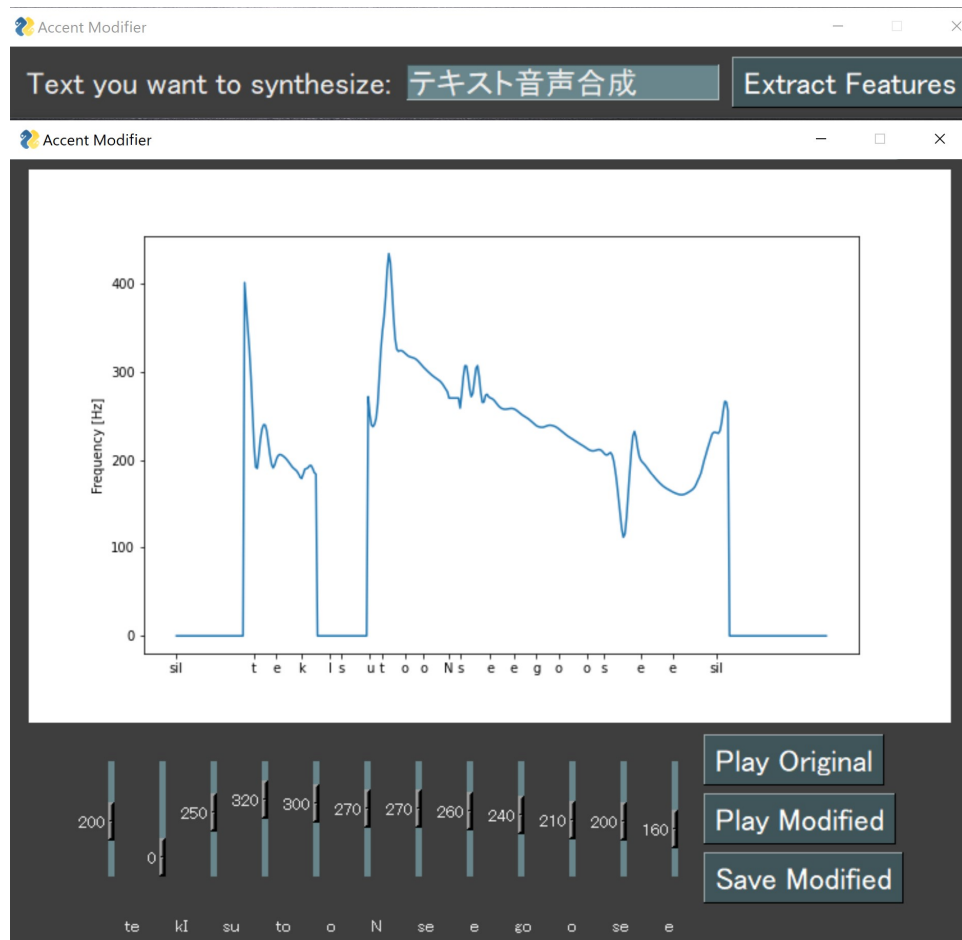 Accent Modifier
Text you want to synthesize: テキスト音声合成 Extract Features
Accent Modifier
400
300
200
100
0
Frequency [Hz]
sil t e k I s u t o o N s e e g o o s e e sil
200 0 250 320 300 270 270 260 240 210 200 160
te kI su to o N se e go o se e
Play Original
Play Modified
Save Modified